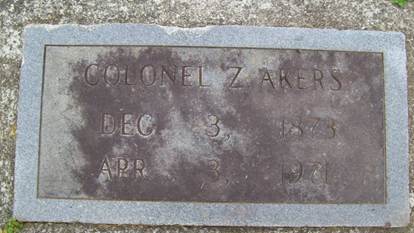 COLONEL Z AKERS
DEC 3, 1873
APR 3, 1971